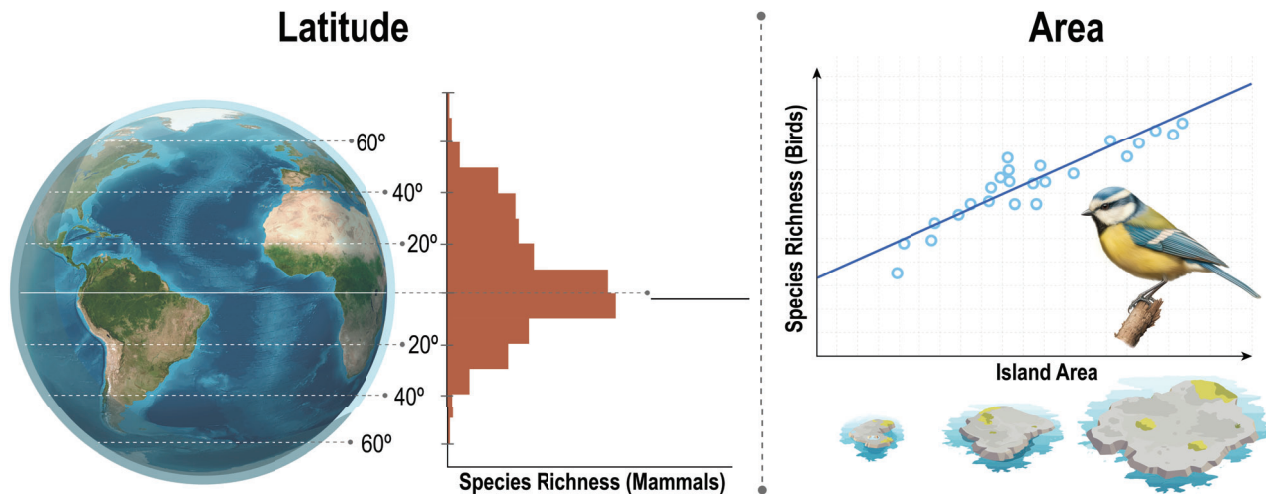 Latitude
60º
40º
20º
20º
40º
60º
Species Richness (Mammals)
Area
Species Richness (Birds)
Island Area